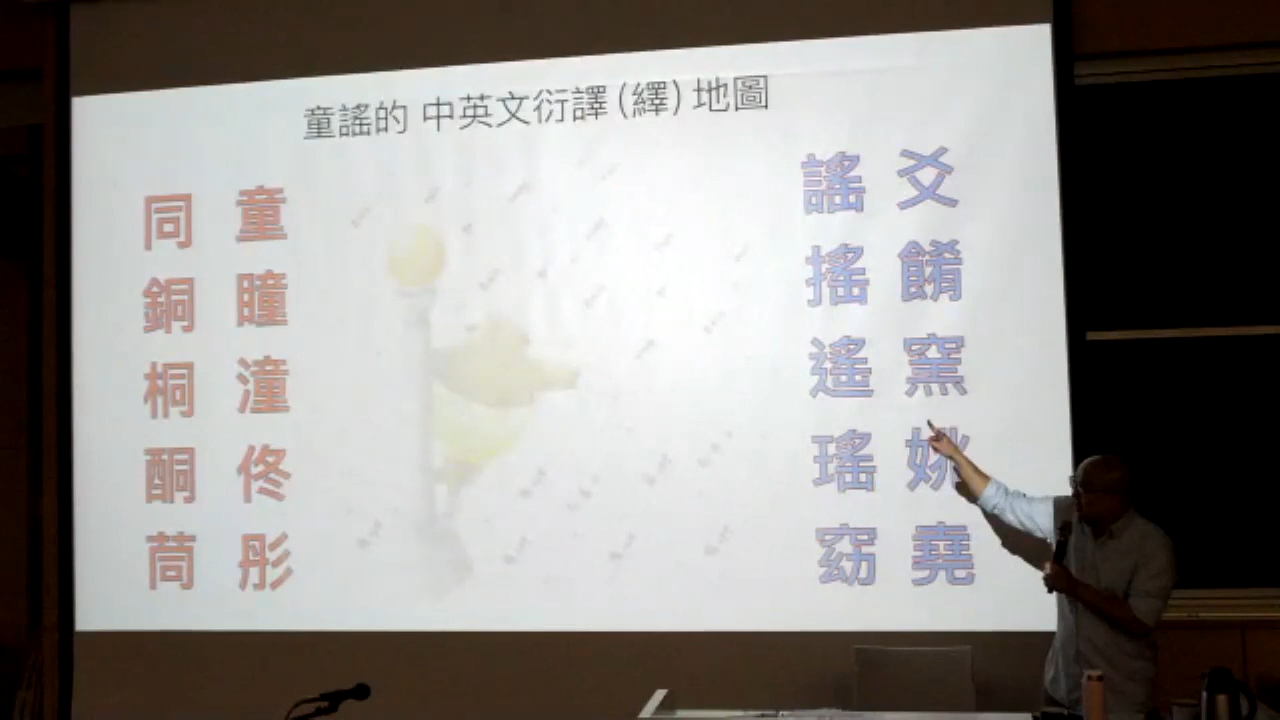 童謠的 中英文衍譯(繹)地圖
同 童 謠 爻
銅 瞳 搖 餚
桐 潼 遙 窯
酮 佟 瑤 姚
茼 彤 窈 堯